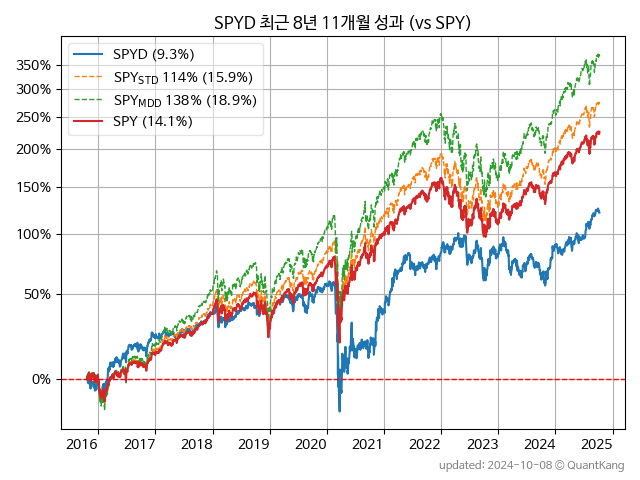 SPYD 최근 8년 11개월 성과 (vs SPY)
SPYD (9.3%)
SPY_STD 114% (15.9%)
SPY_MDD 138% (18.9%)
SPY (14.1%)
350%
300%
250%
200%
150%
100%
50%
0%
2016 2017 2018 2019 2020 2021 2022 2023 2024 2025
updated: 2024-10-08 © QuantKang